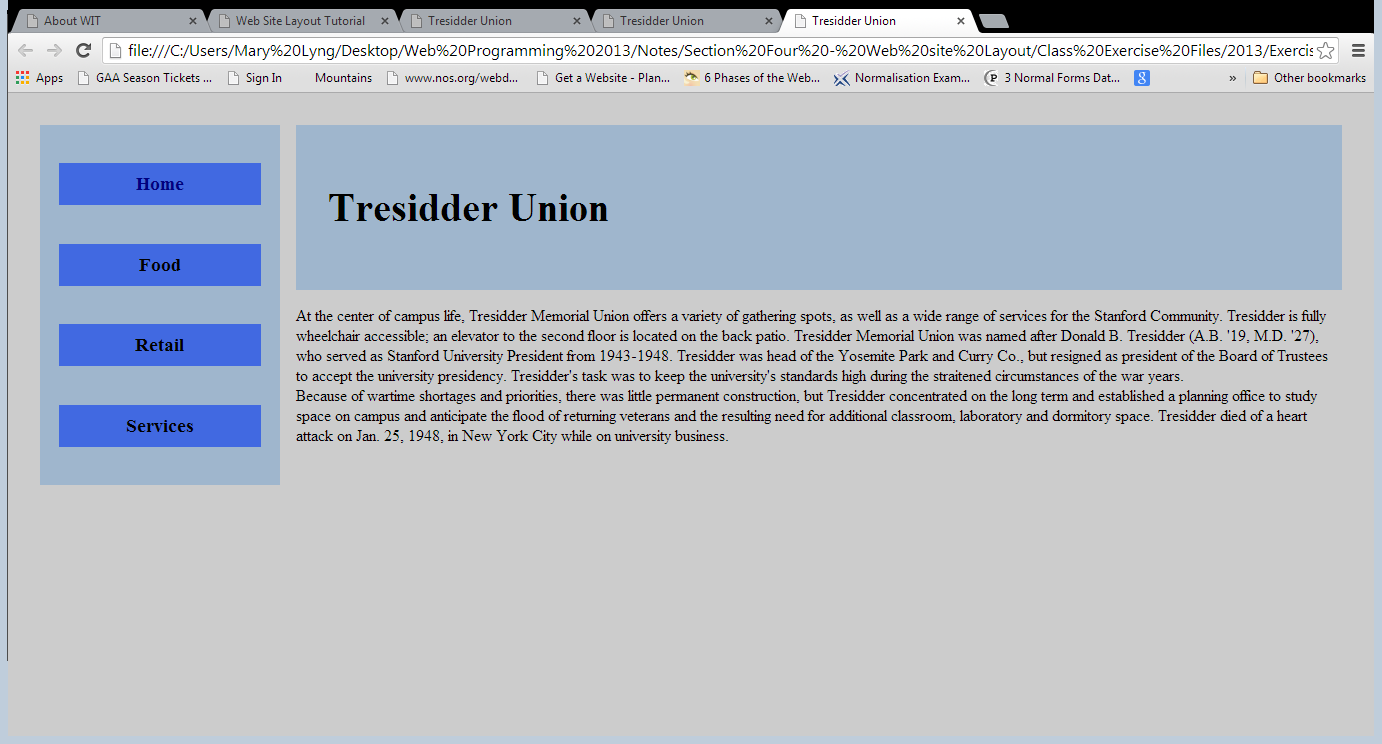 About WIT
Web Site Layout Tutorial
Tresidder Union
Tresidder Union
Tresidder Union
file:///C:/Users/Mary%20Lyng/Desktop/Web%20Programming%202013/Notes/Section%20Four%20-%20Web%20site%20Layout/Class%20Exercise%20Files/2013/Exercis
Apps
GAA Season Tickets ...
Sign In
Mountains
www.nos.org/webd...
Get a Website - Plan...
6 Phases of the Web...
Normalisation Exam...
3 Normal Forms Dat...
»
Other bookmarks
Home
Food
Retail
Services
Tresidder Union
At the center of campus life, Tresidder Memorial Union offers a variety of gathering spots, as well as a wide range of services for the Stanford Community. Tresidder is fully
wheelchair accessible; an elevator to the second floor is located on the back patio. Tresidder Memorial Union was named after Donald B. Tresidder (A.B. '19, M.D. '27),
who served as Stanford University President from 1943-1948. Tresidder was head of the Yosemite Park and Curry Co., but resigned as president of the Board of Trustees
to accept the university presidency. Tresidder's task was to keep the university's standards high during the straitened circumstances of the war years.
Because of wartime shortages and priorities, there was little permanent construction, but Tresidder concentrated on the long term and established a planning office to study
space on campus and anticipate the flood of returning veterans and the resulting need for additional classroom, laboratory and dormitory space. Tresidder died of a heart
attack on Jan. 25, 1948, in New York City while on university business.